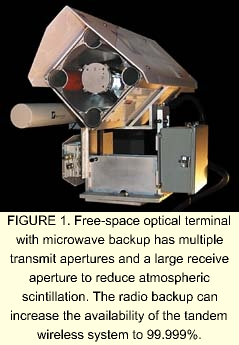 FIGURE 1. Free-space optical terminal
with microwave backup has multiple
transmit apertures and a large receive
aperture to reduce atmospheric
scintillation. The radio backup can
increase the availability of the tandem
wireless system to 99.999%.